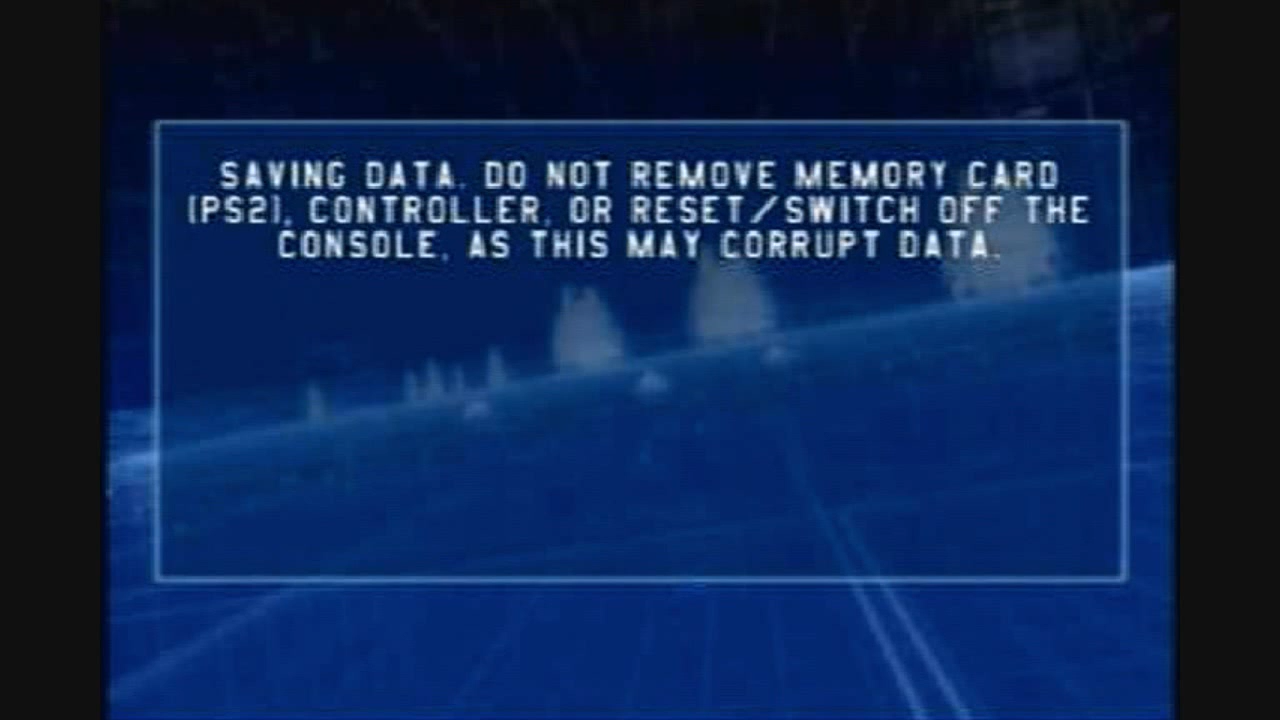 SAVING DATA. DO NOT REMOVE MEMORY CARD
(PS2), CONTROLLER, OR RESET/SWITCH OFF THE
CONSOLE, AS THIS MAY CORRUPT DATA.